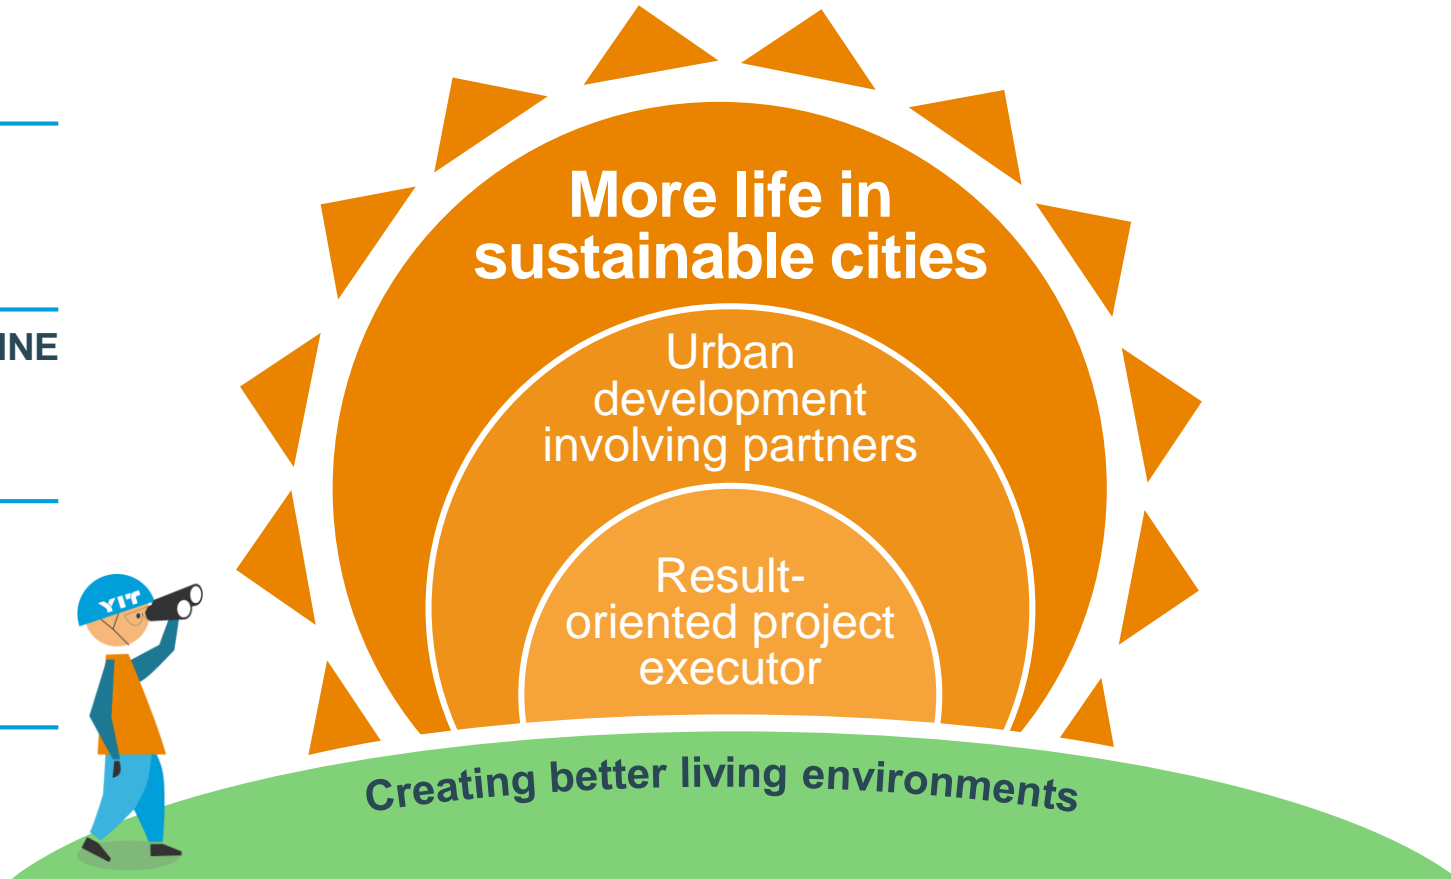 More life in
sustainable cities
INE
Urban
development
involving partners
Result-
oriented project
executor
YIT
Creating better living environments